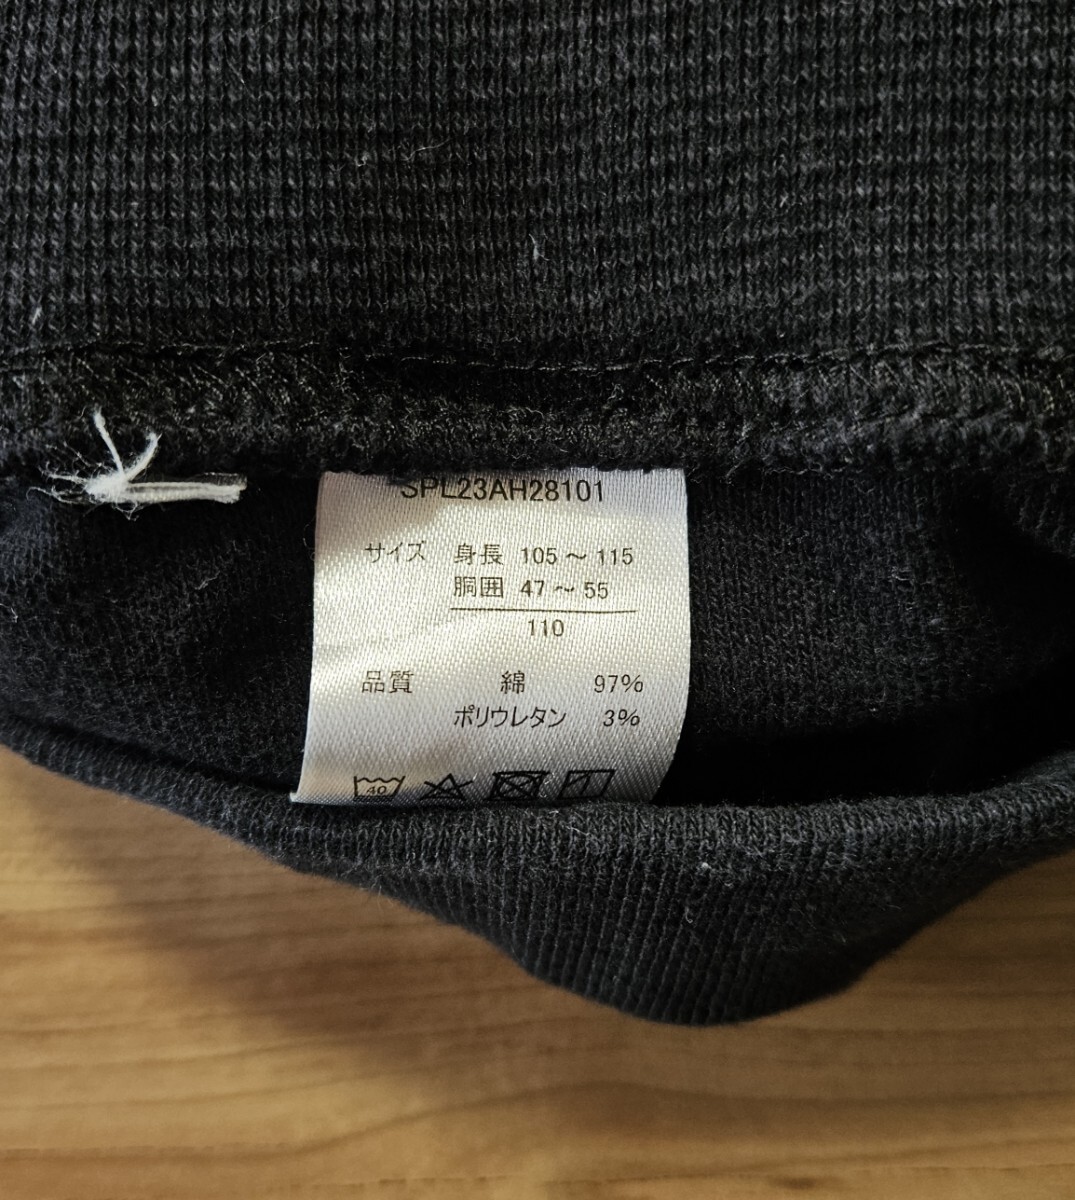 SPL23AH28101
サイズ 身長 105～115
胴囲 47～55
110
品質 綿 97%
ポリウレタン 3%
40